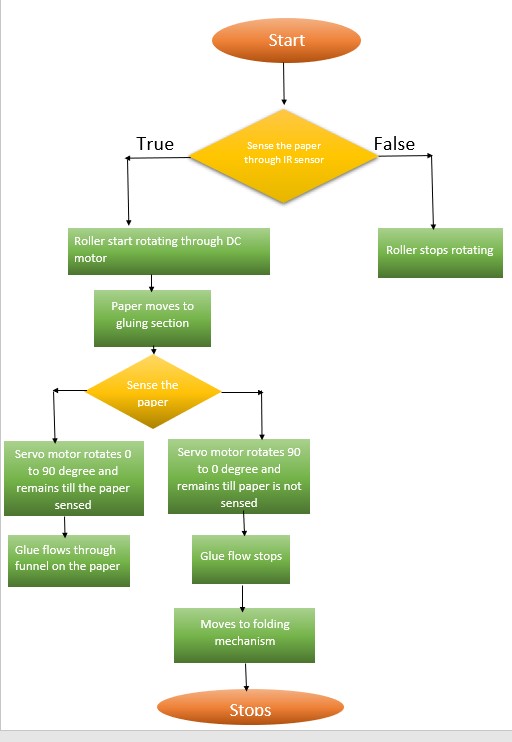 Start
Sense the paper
through IR sensor
True
False
Roller start rotating through DC
motor
Roller stops rotating
Paper moves to
gluing section
Sense the
paper
Servo motor rotates 0
to 90 degree and
remains till the paper
sensed
Servo motor rotates 90
to 0 degree and
remains till paper is not
sensed
Glue flows through
funnel on the paper
Glue flow stops
Moves to folding
mechanism
Stops